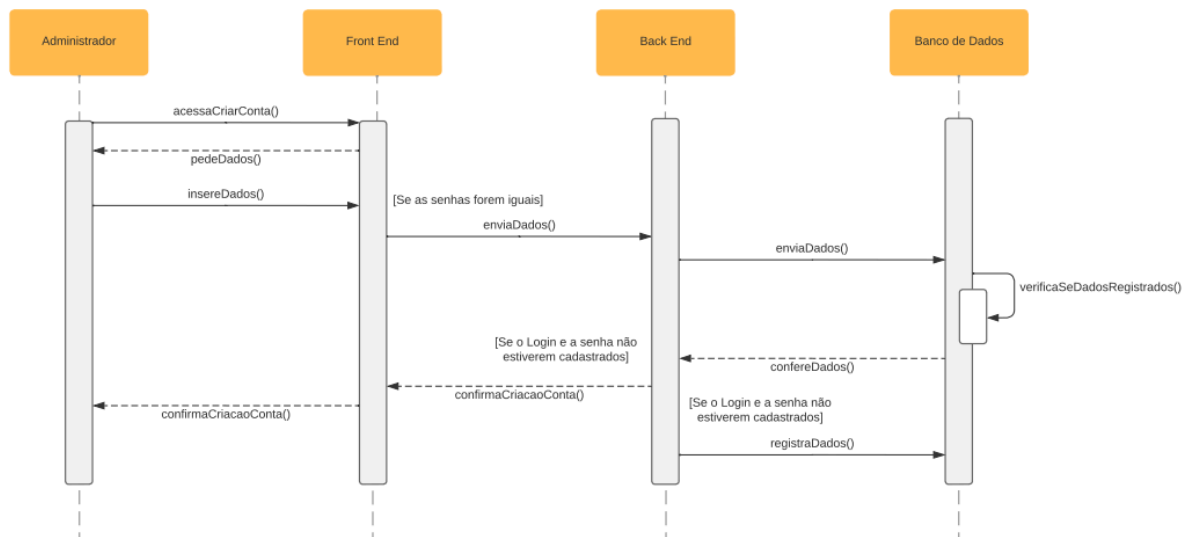 Administrador
Front End
Back End
Banco de Dados
acessaCriarConta()
pedeDados()
insereDados()
[Se as senhas forem iguais]
enviaDados()
enviaDados()
verificaSeDadosRegistrados()
[Se o Login e a senha não
estiverem cadastrados]
confereDados()
confirmaCriacaoConta()
confirmaCriacaoConta()
[Se o Login e a senha não
estiverem cadastrados]
registraDados()